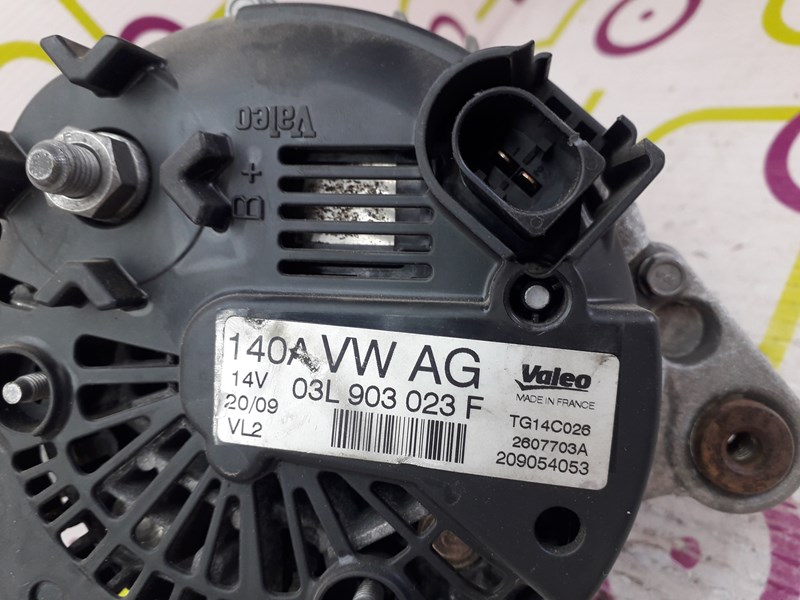 Valeo
B+
140A VW AG
14V 03L 903 023 F
20/09
VL2
Valeo
MADE IN FRANCE
TG14C026
2607703A
209054053